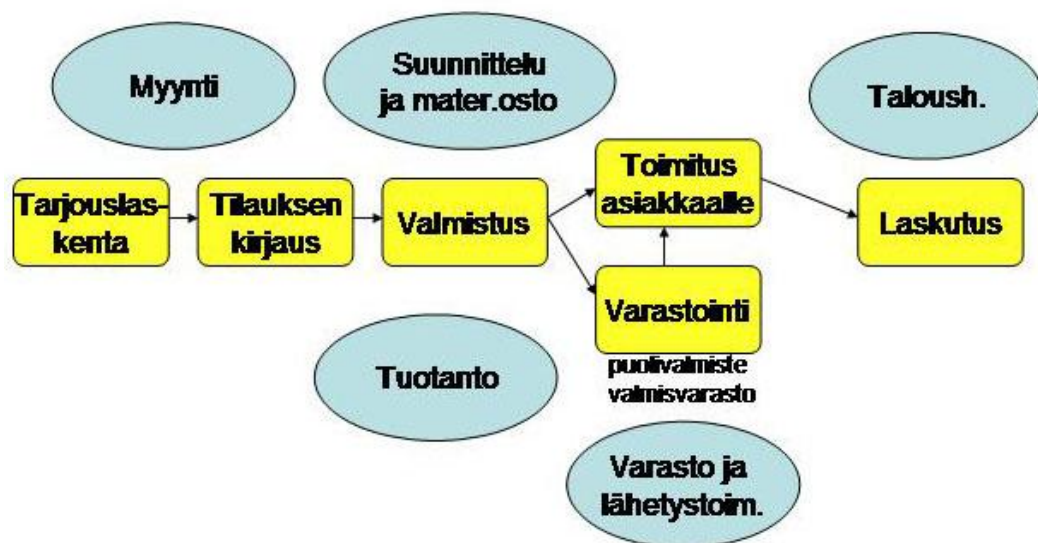 Myynti
Suunnittelu
ja mater.osto
Taloush.
Tarjouslas-
kenta
Tilauksen
kirjaus
Valmistus
Toimitus
asiakkaalle
Laskutus
Varastointi
puolivalmiste
valmisvarasto
Tuotanto
Varasto ja
lähetystoim.